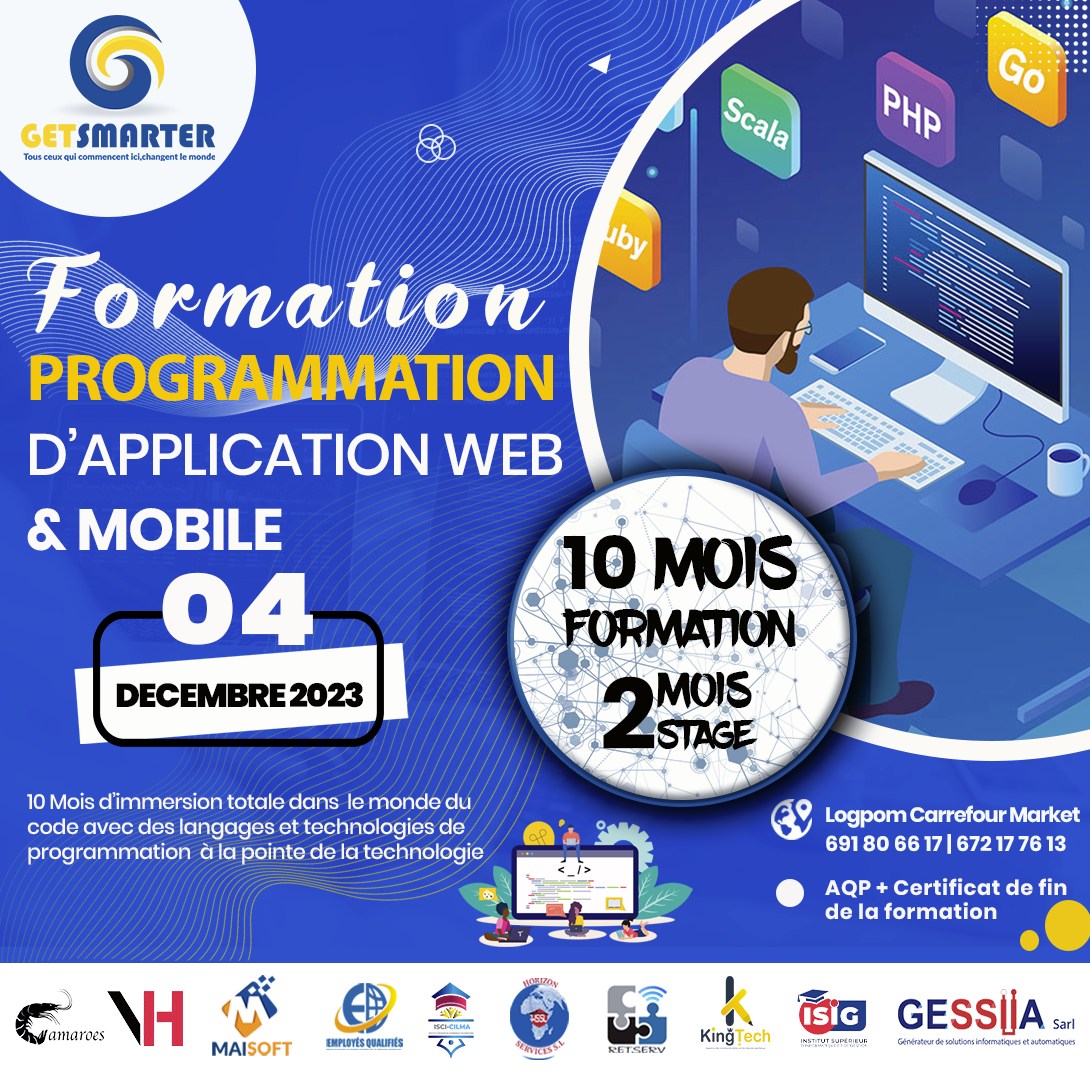 GETSMARTER
Tous ceux qui commencent ici,changent le monde
Scala
PHP
Go
uby
Formation
PROGRAMMATION
D'APPLICATION WEB
& MOBILE
04
DECEMBRE 2023
10 MOIS
FORMATION
2 MOIS
STAGE
10 Mois d'immersion totale dans le monde du
code avec des langages et technologies de
programmation à la pointe de la technologie
<_/>
Logpom Carrefour Market
691 80 66 17 | 672 17 76 13
AQP + Certificat de fin
de la formation
Camaroes
VH
MAISOFT
EMPLOYÉS QUALIFIÉS
ISCI-CILMA
HORIZON
HSSL
SERVICES S.L
RET.SERV
KingTech
ISIG
INSTITUT SUPÉRIEUR
GESSIIA Sarl
Générateur de solutions informatiques et automatiques